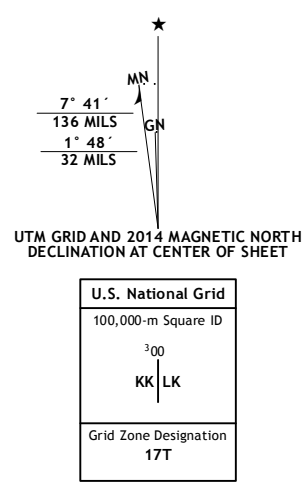 ★
MN
7° 41´
136 MILS
GN
1° 48´
32 MILS
UTM GRID AND 2014 MAGNETIC NORTH
DECLINATION AT CENTER OF SHEET
U.S. National Grid
100,000-m Square ID
³00
KK LK
Grid Zone Designation
17T